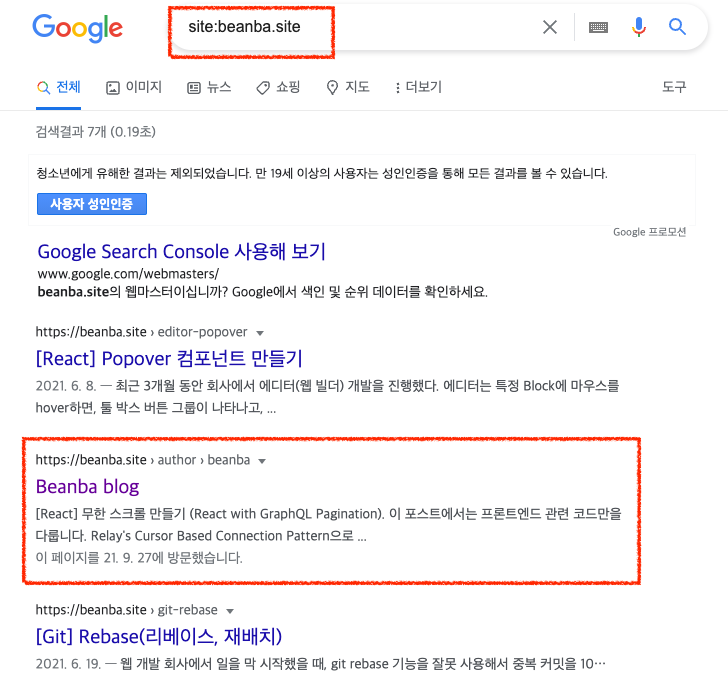 Google
site:beanba.site
전체 이미지 뉴스 쇼핑 지도 더보기 도구
검색결과 7개 (0.19초)
청소년에게 유해한 결과는 제외되었습니다. 만 19세 이상의 사용자는 성인인증을 통해 모든 결과를 볼 수 있습니다.
사용자 성인인증
Google 프로모션
Google Search Console 사용해 보기
www.google.com/webmasters/
beanba.site의 웹마스터이십니까? Google에서 색인 및 순위 데이터를 확인하세요.
https://beanba.site › editor-popover
[React] Popover 컴포넌트 만들기
2021. 6. 8. — 최근 3개월 동안 회사에서 에디터(웹 빌더) 개발을 진행했다. 에디터는 특정 Block에 마우스를
hover하면, 툴 박스 버튼 그룹이 나타나고, ...
https://beanba.site › author › beanba
Beanba blog
[React] 무한 스크롤 만들기 (React with GraphQL Pagination). 이 포스트에서는 프론트엔드 관련 코드만을
다룹니다. Relay's Cursor Based Connection Pattern으로 ...
이 페이지를 21. 9. 27에 방문했습니다.
https://beanba.site › git-rebase
[Git] Rebase(리베이스, 재배치)
2021. 6. 19. — 웹 개발 회사에서 일을 막 시작했을 때, git rebase 기능을 잘못 사용해서 중복 커밋을 10⋯